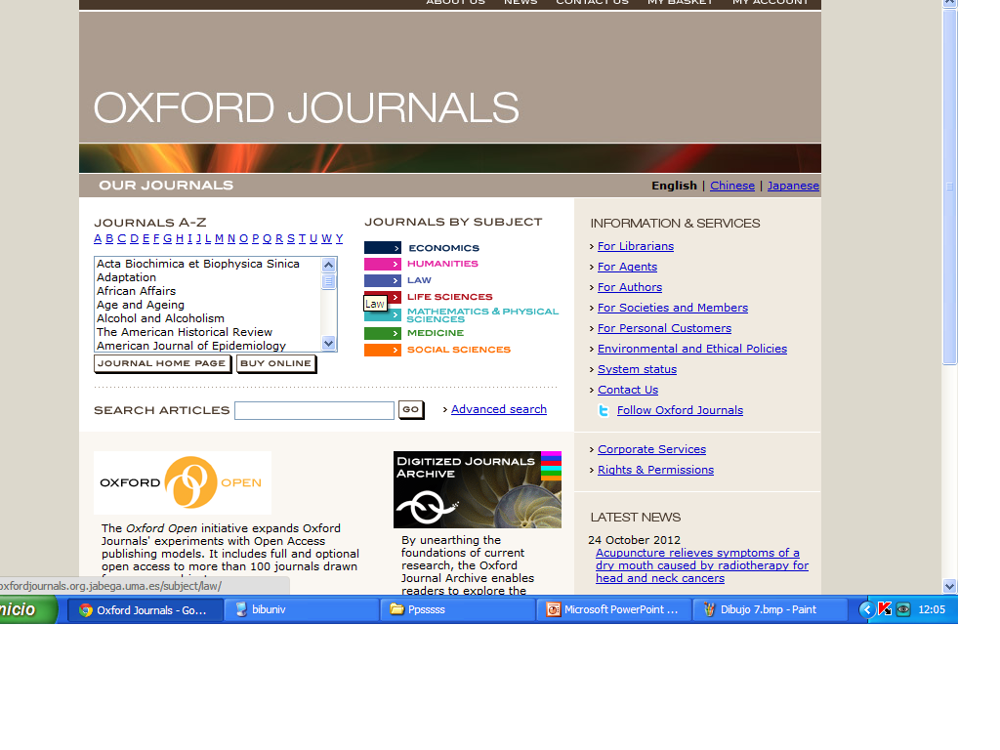 ABOUT US NEWS CONTACT US MY BASKET MY ACCOUNT
OXFORD JOURNALS
OUR JOURNALS
English | Chinese | Japanese
JOURNALS A-Z
A B C D E F G H I J L M N O P Q R S T U W Y
Acta Biochimica et Biophysica Sinica
Adaptation
African Affairs
Age and Ageing
Alcohol and Alcoholism
The American Historical Review
American Journal of Epidemiology
JOURNAL HOME PAGE BUY ONLINE
JOURNALS BY SUBJECT
ECONOMICS
HUMANITIES
LAW
LIFE SCIENCES
Law
MATHEMATICS & PHYSICAL
SCIENCES
MEDICINE
SOCIAL SCIENCES
SEARCH ARTICLES GO › Advanced search
INFORMATION & SERVICES
› For Librarians
› For Agents
› For Authors
› For Societies and Members
› For Personal Customers
› Environmental and Ethical Policies
› System status
› Contact Us
Follow Oxford Journals
› Corporate Services
› Rights & Permissions
LATEST NEWS
24 October 2012
Acupuncture relieves symptoms of a
dry mouth caused by radiotherapy for
head and neck cancers
OXFORD OPEN
The Oxford Open initiative expands Oxford
Journals' experiments with Open Access
publishing models. It includes full and optional
open access to more than 100 journals drawn
DIGITIZED JOURNALS
ARCHIVE
By unearthing the
foundations of current
research, the Oxford
Journal Archive enables
readers to explore the
oxfordjournals.org.jabega.uma.es/subject/law/
nicio Oxford Journals - Go... bibuniv Ppsssss Microsoft PowerPoint ... Dibujo 7.bmp - Paint 12:05